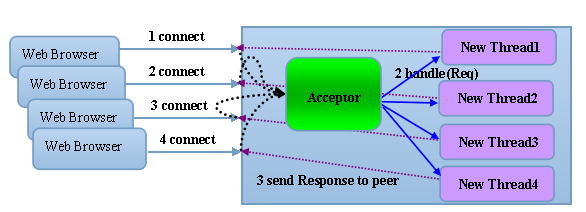 1 connect
New Thread1
Web Browser
2 connect
2 handle(Req)
Web Browser
Acceptor
New Thread2
3 connect
Web Browser
4 connect
New Thread3
Web Browser
3 send Response to peer
New Thread4